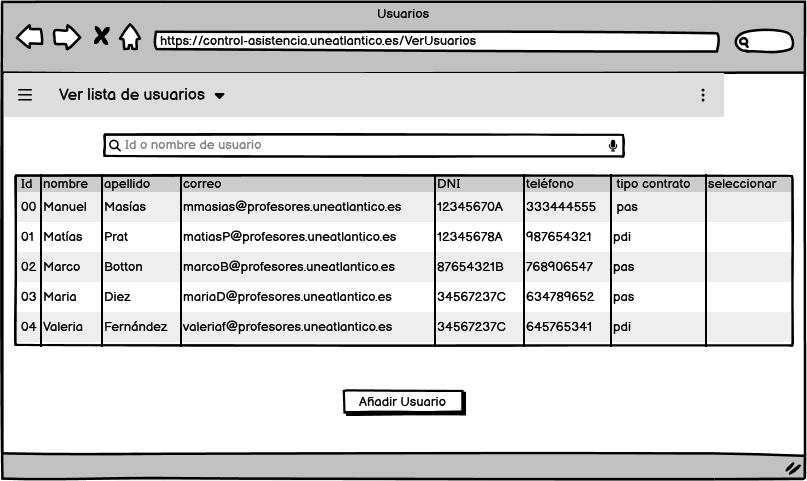 Usuarios
https://control-asistencia.uneatlantico.es/VerUsuarios
Ver lista de usuarios
Id o nombre de usuario
Id nombre apellido correo DNI teléfono tipo contrato seleccionar
00 Manuel Masías mmasias@profesores.uneatlantico.es 12345670A 333444555 pas
01 Matías Prat matiasP@profesores.uneatlantico.es 12345678A 987654321 pdi
02 Marco Botton marcoB@profesores.uneatlantico.es 87654321B 768906547 pas
03 Maria Diez mariaD@profesores.uneatlantico.es 34567237C 634789652 pas
04 Valeria Fernández valeriaf@profesores.uneatlantico.es 34567237C 645765341 pdi
Añadir Usuario